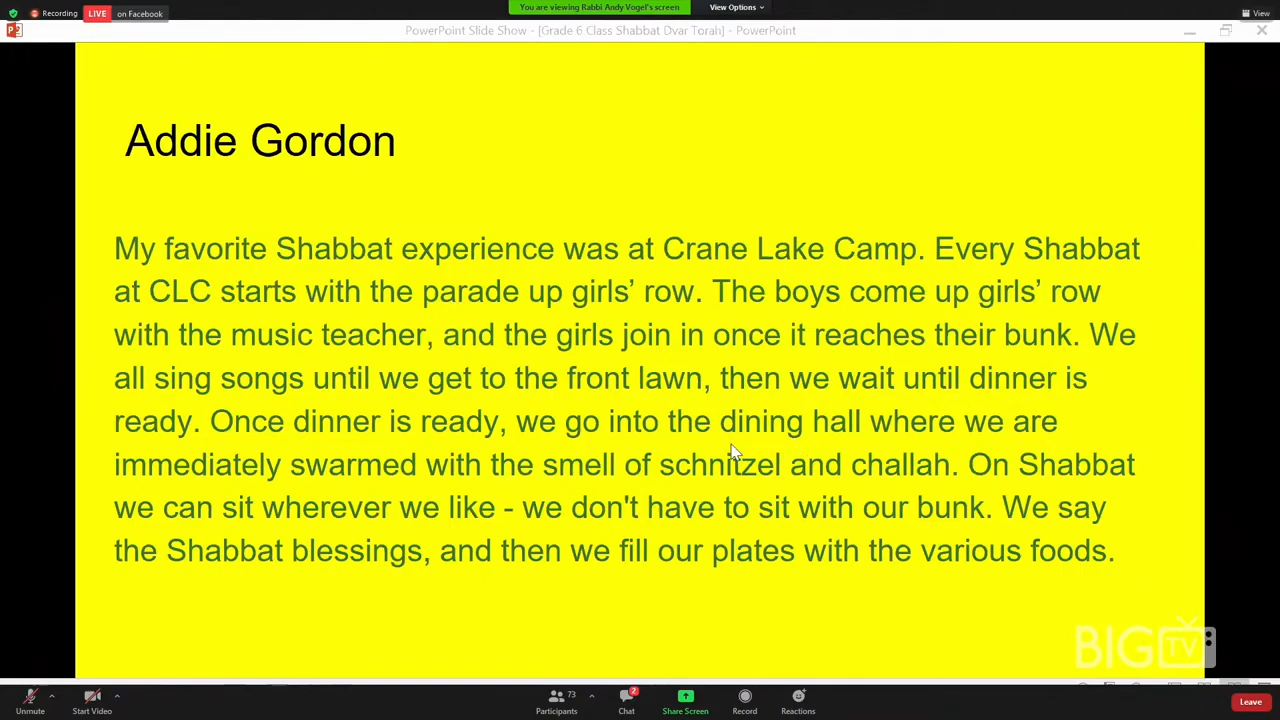 Recording
LIVE on Facebook
You are viewing Rabbi Andy Vogel's screen
View Options
View
PowerPoint Slide Show - [Grade 6 Class Shabbat Dvar Torah] - PowerPoint
Addie Gordon
My favorite Shabbat experience was at Crane Lake Camp. Every Shabbat
at CLC starts with the parade up girls’ row. The boys come up girls’ row
with the music teacher, and the girls join in once it reaches their bunk. We
all sing songs until we get to the front lawn, then we wait until dinner is
ready. Once dinner is ready, we go into the dining hall where we are
immediately swarmed with the smell of schnitzel and challah. On Shabbat
we can sit wherever we like - we don't have to sit with our bunk. We say
the Shabbat blessings, and then we fill our plates with the various foods.
BIG TV
Unmute
Start Video
73
Participants
2
Chat
Share Screen
Record
Reactions
Leave